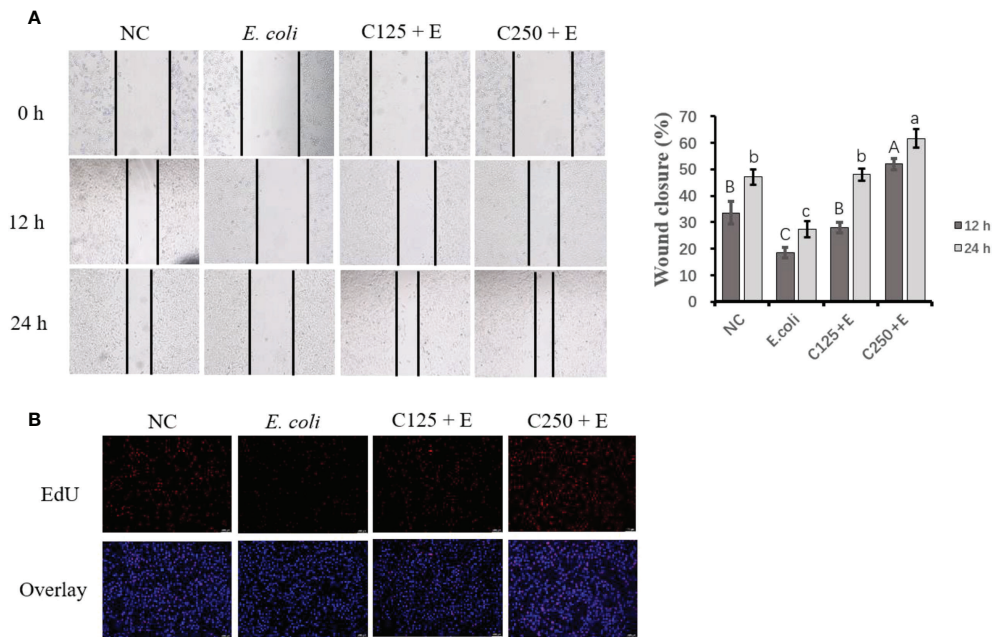 A
NC E. coli C125 + E C250 + E
0 h
12 h
24 h
Wound closure (%)
70
60
50
40
30
20
10
0
B b C c B b A a
NC E.coli C125+E C250+E
12 h
24 h
B
NC E. coli C125 + E C250 + E
EdU
Overlay